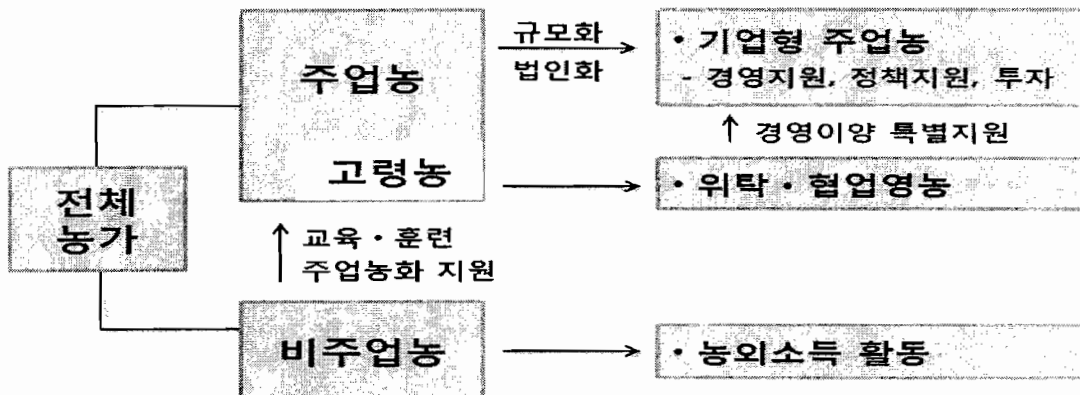 규모화
법인화
• 기업형 주업농
- 경영지원, 정책지원, 투자
주업농
↑ 경영이양 특별지원
고령농
• 위탁 • 협업영농
전체
농가
교육 • 훈련
주업농화 지원
비주업농
• 농외소득 활동